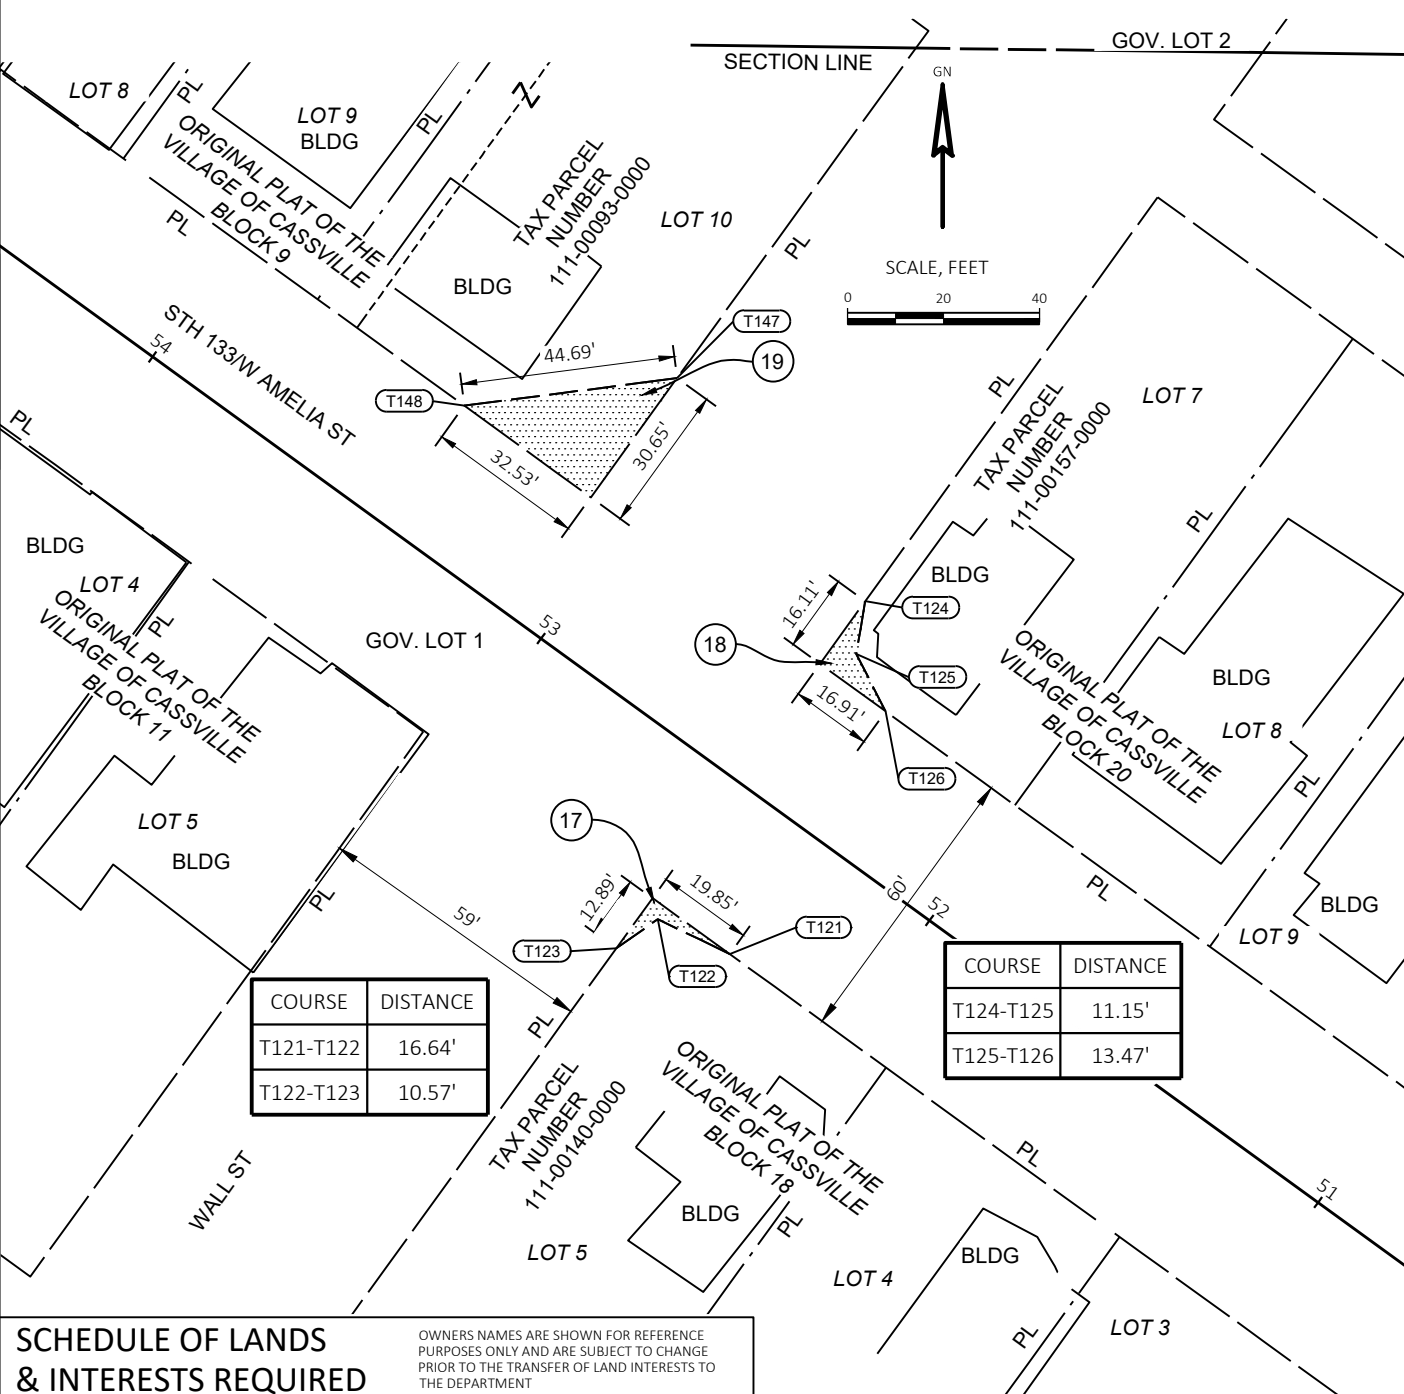 GOV. LOT 2
SECTION LINE
GN
LOT 8
PL
LOT 9
BLDG
PL
Z
ORIGINAL PLAT OF THE
VILLAGE OF CASSVILLE
BLOCK 9
PL
TAX PARCEL
NUMBER
111-00093-0000
LOT 10
PL
BLDG
SCALE, FEET
0 20 40
T147
19
44.69'
T148
32.53'
30.65'
54
STH 133/W AMELIA ST
PL
PL
LOT 7
TAX PARCEL
NUMBER
111-00157-0000
PL
BLDG
LOT 4
PL
ORIGINAL PLAT OF THE
VILLAGE OF CASSVILLE
BLOCK 11
GOV. LOT 1
53
16.11'
18
T124
BLDG
T125
16.91'
T126
ORIGINAL PLAT OF THE
VILLAGE OF CASSVILLE
BLOCK 20
BLDG
LOT 8
PL
LOT 5
BLDG
PL
59'
17
12.89'
19.85'
T123
T121
T122
60'
52
PL
BLDG
LOT 9
COURSE DISTANCE
T121-T122 16.64'
T122-T123 10.57'
COURSE DISTANCE
T124-T125 11.15'
T125-T126 13.47'
PL
TAX PARCEL
NUMBER
111-00140-0000
ORIGINAL PLAT OF THE
VILLAGE OF CASSVILLE
BLOCK 18
WALL ST
PL
51
BLDG
PL
LOT 5
LOT 4
BLDG
PL
LOT 3
SCHEDULE OF LANDS
& INTERESTS REQUIRED
OWNERS NAMES ARE SHOWN FOR REFERENCE
PURPOSES ONLY AND ARE SUBJECT TO CHANGE
PRIOR TO THE TRANSFER OF LAND INTERESTS TO
THE DEPARTMENT